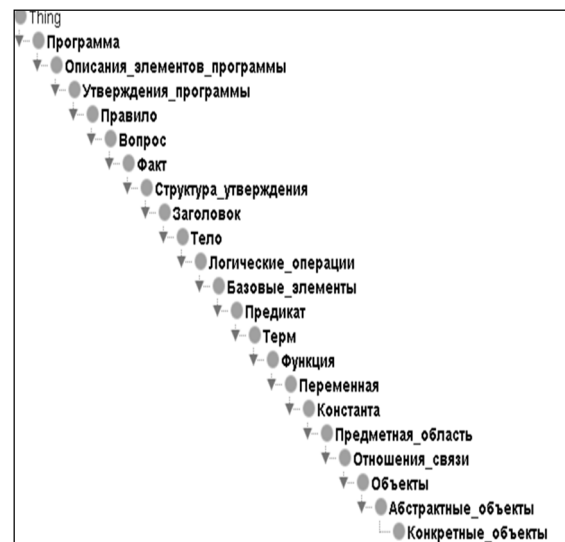 Thing
Программа
Описания_элементов_программы
Утверждения_программы
Правило
Вопрос
Факт
Структура_утверждения
Заголовок
Тело
Логические_операции
Базовые_элементы
Предикат
Терм
Функция
Переменная
Константа
Предметная_область
Отношения_связи
Объекты
Абстрактные_объекты
Конкретные_объекты